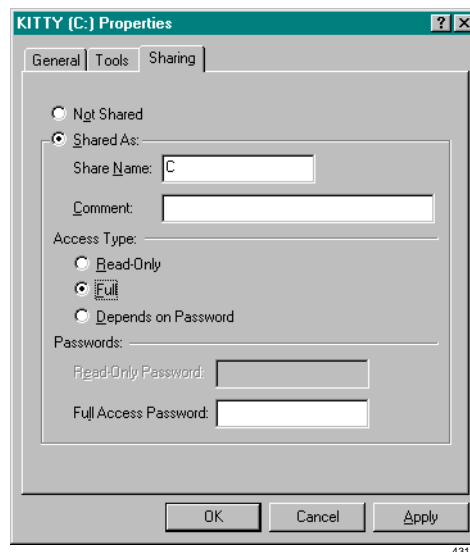 KITTY (C:) Properties ? ×
General Tools Sharing
Not Shared
Shared As:
Share Name: C
Comment:
Access Type:
Read-Only
Full
Depends on Password
Passwords:
Read-Only Password:
Full Access Password:
OK Cancel Apply
431